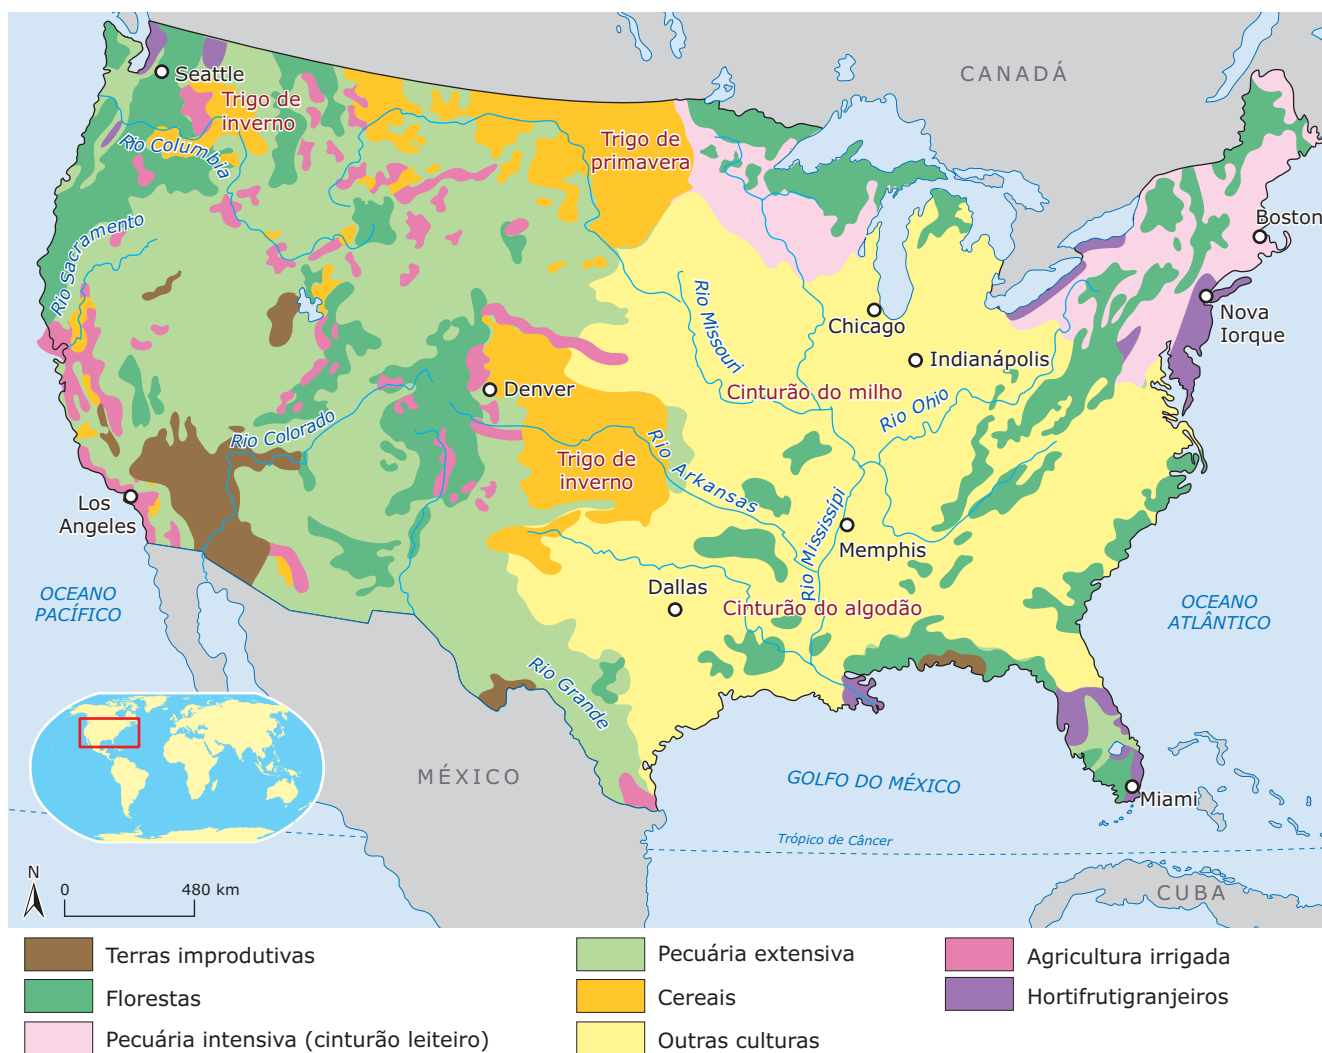 CANADÁ
Seattle
Trigo de
inverno
Rio Columbia
Trigo de
primavera
Rio Sacramento
Boston
Nova
Iorque
Rio Missouri
Chicago
Indianápolis
Denver
Cinturão do milho
Rio Ohio
Rio Colorado
Rio Arkansas
Trigo de
inverno
Los
Angeles
Rio Mississípi
Memphis
Dallas
Cinturão do algodão
OCEANO
PACÍFICO
OCEANO
ATLÂNTICO
Rio Grande
MÉXICO
GOLFO DO MÉXICO
Miami
Trópico de Câncer
CUBA
N
0 480 km
Terras improdutivas
Florestas
Pecuária intensiva (cinturão leiteiro)
Pecuária extensiva
Cereais
Outras culturas
Agricultura irrigada
Hortifrutigranjeiros